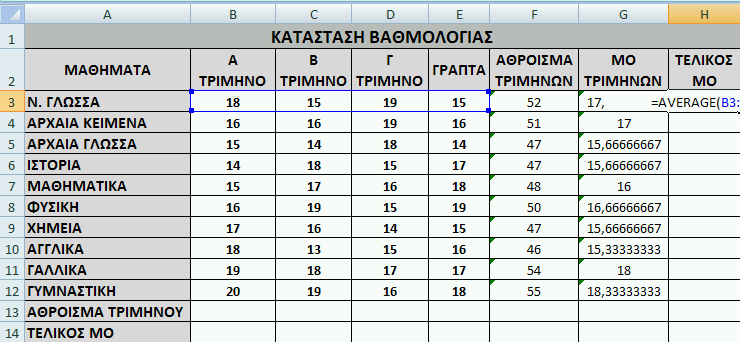 A B C D E F G H
1 ΚΑΤΑΣΤΑΣΗ ΒΑΘΜΟΛΟΓΙΑΣ
Α Β Γ ΑΘΡΟΙΣΜΑ ΜΟ ΤΕΛΙΚΟΣ
2 ΜΑΘΗΜΑΤΑ ΤΡΙΜΗΝΟ ΤΡΙΜΗΝΟ ΤΡΙΜΗΝΟ ΓΡΑΠΤΑ ΤΡΙΜΗΝΩΝ ΤΡΙΜΗΝΩΝ ΜΟ
3 Ν. ΓΛΩΣΣΑ 18 15 19 15 52 17, =AVERAGE(B3:
4 ΑΡΧΑΙΑ ΚΕΙΜΕΝΑ 16 16 19 16 51 17
5 ΑΡΧΑΙΑ ΓΛΩΣΣΑ 15 14 18 14 47 15,66666667
6 ΙΣΤΟΡΙΑ 14 18 15 17 47 15,66666667
7 ΜΑΘΗΜΑΤΙΚΑ 15 17 16 18 48 16
8 ΦΥΣΙΚΗ 16 19 15 19 50 16,66666667
9 ΧΗΜΕΙΑ 17 16 14 15 47 15,66666667
10 ΑΓΓΛΙΚΑ 18 13 15 16 46 15,33333333
11 ΓΑΛΛΙΚΑ 19 18 17 17 54 18
12 ΓΥΜΝΑΣΤΙΚΗ 20 19 16 18 55 18,33333333
13 ΑΘΡΟΙΣΜΑ ΤΡΙΜΗΝΟΥ
14 ΤΕΛΙΚΟΣ ΜΟ